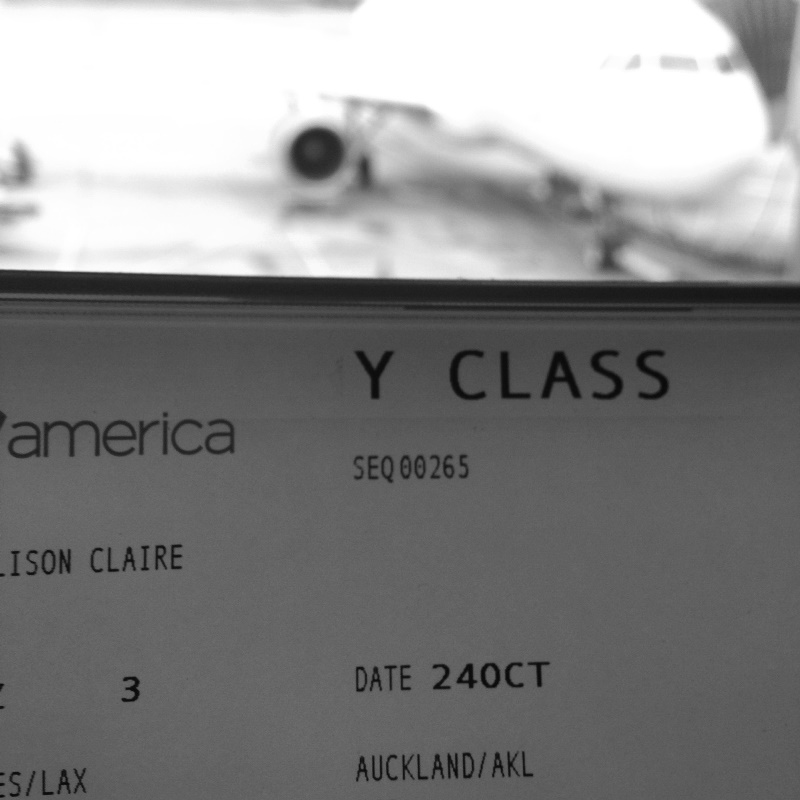 Y CLASS
america
SEQ00265
LISON CLAIRE
3
DATE 24OCT
ES/LAX
AUCKLAND/AKL